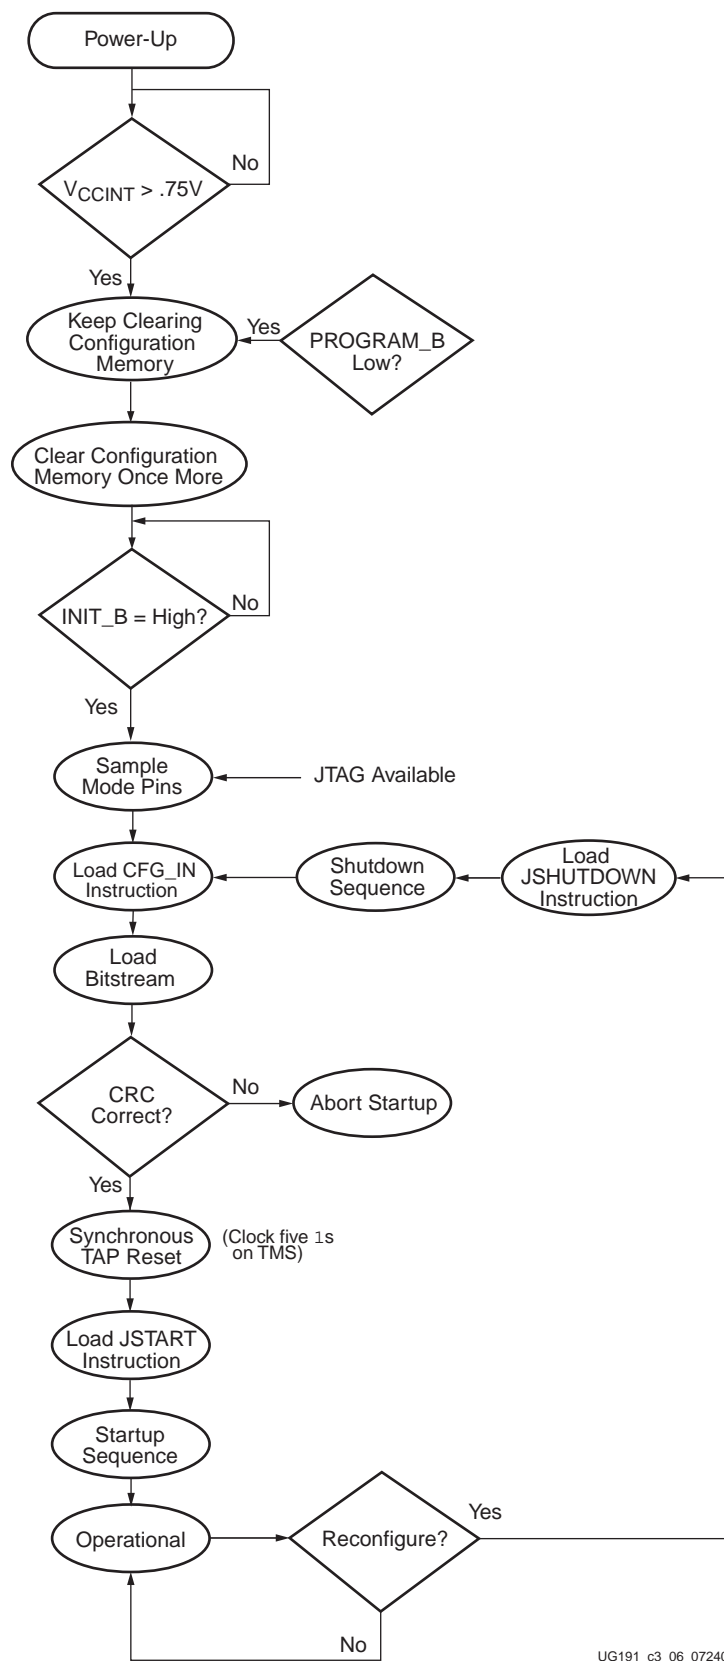 Power-Up
No
VCCINT > .75V
Yes
Keep Clearing
Configuration
Memory
Yes
PROGRAM_B
Low?
Clear Configuration
Memory Once More
INIT_B = High?
No
Yes
Sample
Mode Pins
JTAG Available
Load CFG_IN
Instruction
Shutdown
Sequence
Load
JSHUTDOWN
Instruction
Load
Bitstream
CRC
Correct?
No
Abort Startup
Yes
Synchronous
TAP Reset
(Clock five 1s
on TMS)
Load JSTART
Instruction
Startup
Sequence
Operational
Reconfigure?
Yes
No
UG191_c3_06_07240